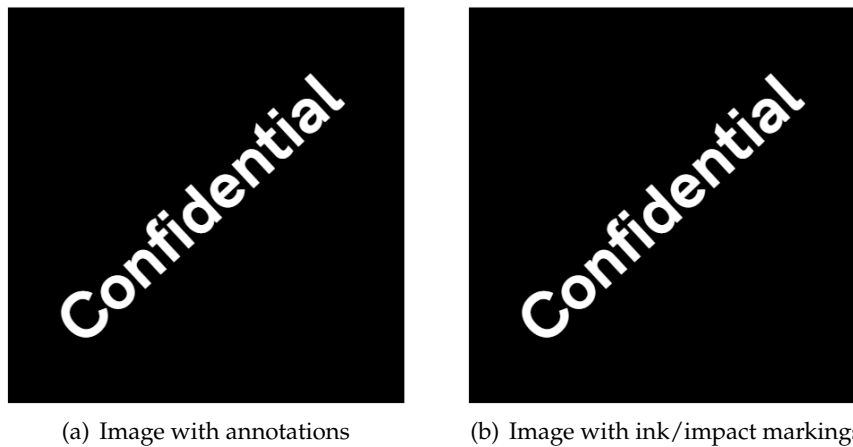 Confidential
Confidential
(a) Image with annotations
(b) Image with ink/impact marking